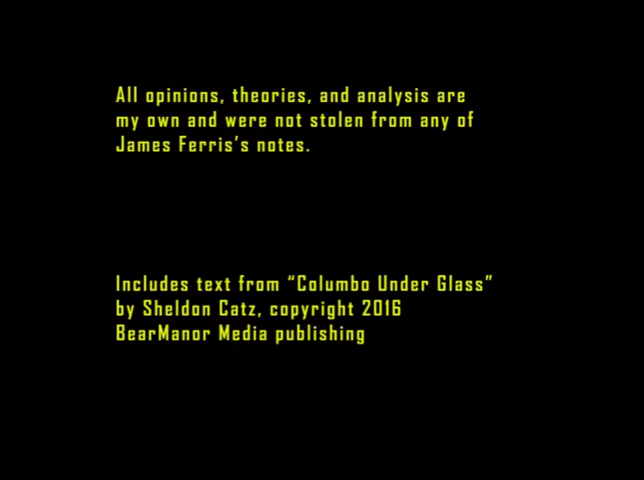 All opinions, theories, and analysis are
my own and were not stolen from any of
James Ferris’s notes.
Includes text from “Columbo Under Glass”
by Sheldon Catz, copyright 2016
BearManor Media publishing